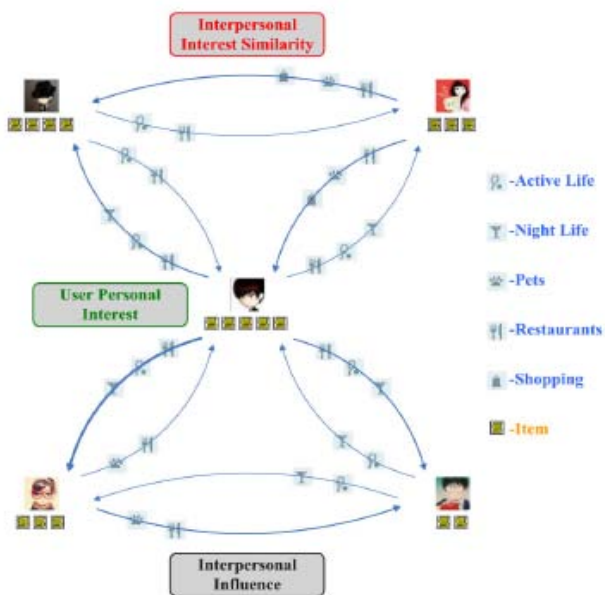 Interpersonal
Interest Similarity
-Active Life
-Night Life
User Personal
Interest
-Pets
-Restaurants
-Shopping
-Item
Interpersonal
Influence